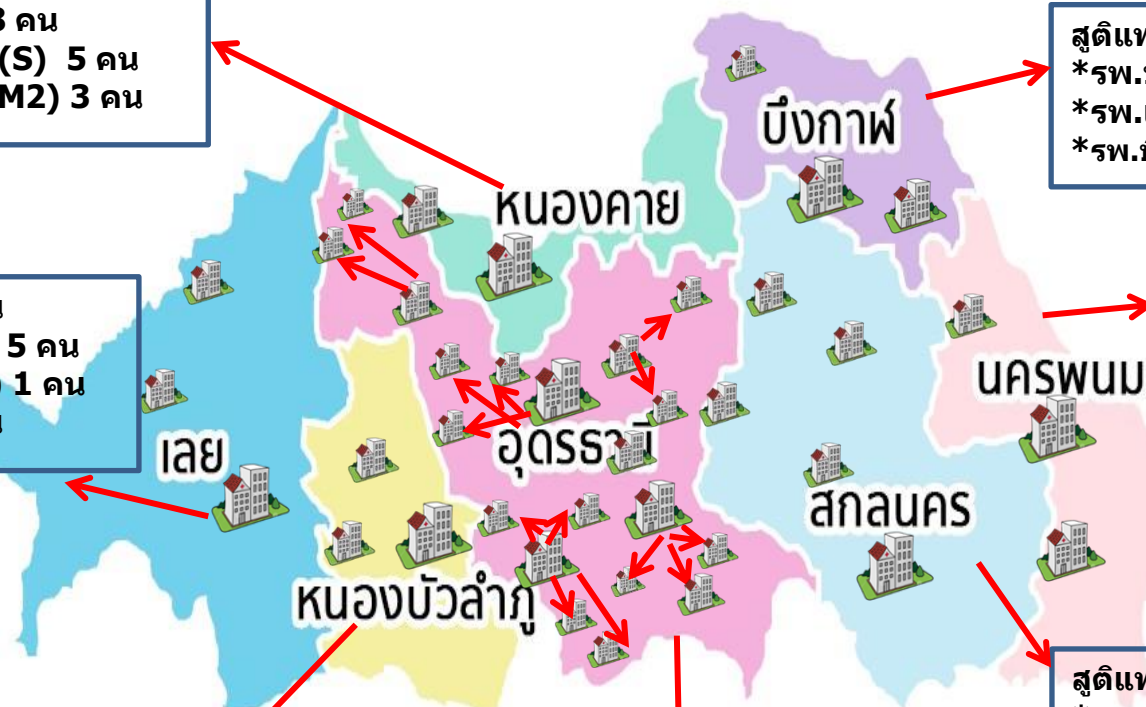 3 คน
(S) 5 คน
M2) 3 คน
สูติแพ
*รพ.
*รพ.
*รพ.
บึงกาฬ
หนองคาย
5 คน
1 คน
นครพนม
เลย
อุดรธานี
สกลนคร
หนองบัวลำภู
สูติแพ